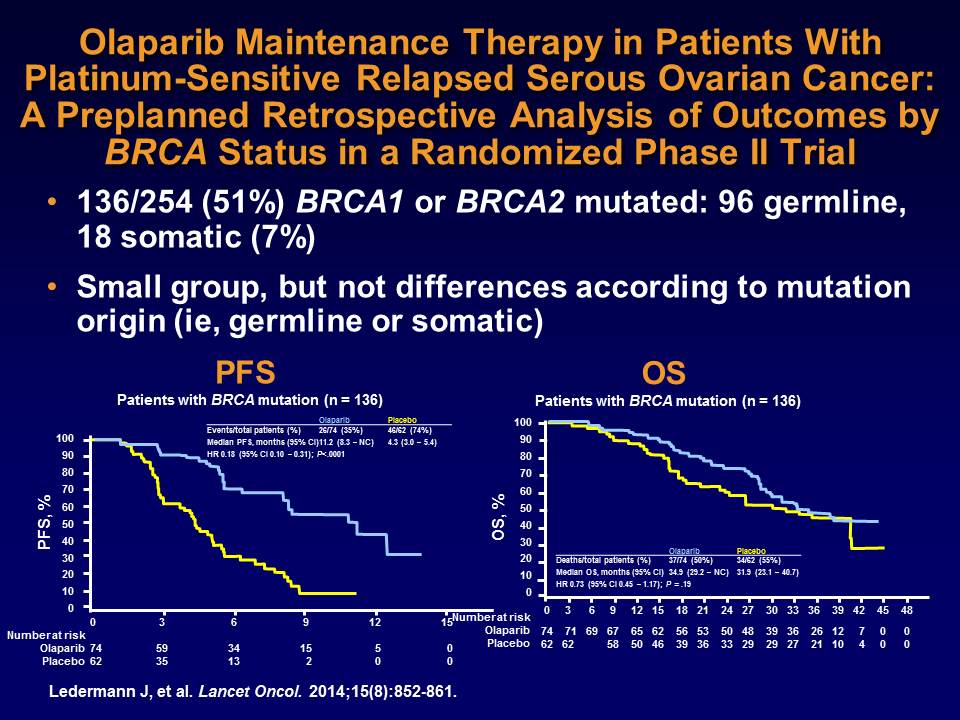 Olaparib Maintenance Therapy in Patients With
Platinum-Sensitive Relapsed Serous Ovarian Cancer:
A Preplanned Retrospective Analysis of Outcomes by
BRCA Status in a Randomized Phase II Trial
• 136/254 (51%) BRCA1 or BRCA2 mutated: 96 germline,
18 somatic (7%)
• Small group, but not differences according to mutation
origin (ie, germline or somatic)
PFS
Patients with BRCA mutation (n = 136)
Olaparib Placebo
Events/total patients (%) 26/74 (35%) 46/62 (74%)
Median PFS, months (95% CI) 11.2 (8.3 – NC) 4.3 (3.0 – 5.4)
HR 0.18 (95% CI 0.10 – 0.31); P<.0001
PFS, %
100
90
80
70
60
50
40
30
20
10
0
0 3 6 9 12 15
Number at risk
Olaparib 74 59 34 15 5 0
Placebo 62 35 13 2 0 0
OS
Patients with BRCA mutation (n = 136)
OS, %
100
90
80
70
60
50
40
30
20
10
0
Olaparib Placebo
Deaths/total patients (%) 37/74 (50%) 34/62 (55%)
Median OS, months (95% CI) 34.9 (29.2 – NC) 31.9 (23.1 – 40.7)
HR 0.73 (95% CI 0.45 – 1.17); P = .19
0 3 6 9 12 15 18 21 24 27 30 33 36 39 42 45 48
Number at risk
Olaparib 74 71 69 67 65 62 56 53 50 48 39 36 26 12 7 0 0
Placebo 62 62 58 50 46 39 36 33 29 29 27 21 10 4 0 0
Ledermann J, et al. Lancet Oncol. 2014;15(8):852-861.